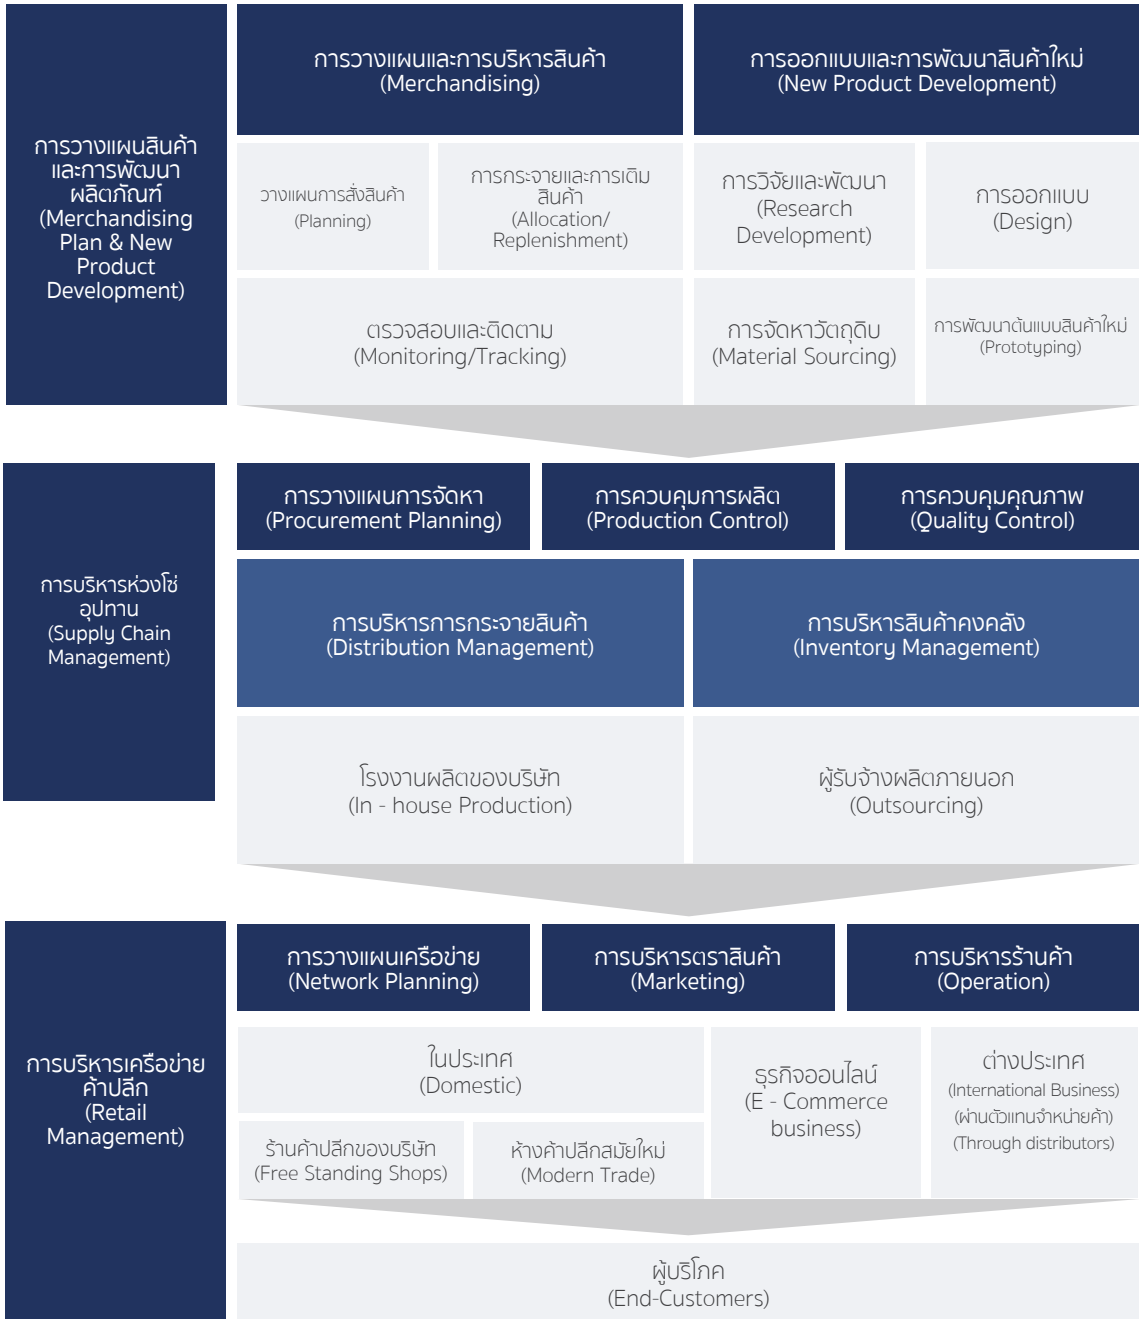 การวางแผนสินค้า
และการพัฒนา
ผลิตภัณฑ์
(Merchandising
Plan & New
Product
Development)
การวางแผนและการบริหารสินค้า
(Merchandising)
การออกแบบและการพัฒนาสินค้าใหม่
(New Product Development)
วางแผนการสั่งสินค้า
(Planning)
การกระจายและการเติม
สินค้า
(Allocation/
Replenishment)
การวิจัยและพัฒนา
(Research
Development)
การออกแบบ
(Design)
ตรวจสอบและติดตาม
(Monitoring/Tracking)
การจัดหาวัตถุดิบ
(Material Sourcing)
การพัฒนาต้นแบบสินค้าใหม่
(Prototyping)
การบริหารห่วงโซ่
อุปทาน
(Supply Chain
Management)
การวางแผนการจัดหา
(Procurement Planning)
การควบคุมการผลิต
(Production Control)
การควบคุมคุณภาพ
(Quality Control)
การบริหารการกระจายสินค้า
(Distribution Management)
การบริหารสินค้าคงคลัง
(Inventory Management)
โรงงานผลิตของบริษัท
(In - house Production)
ผู้รับจ้างผลิตภายนอก
(Outsourcing)
การบริหารเครือข่าย
ค้าปลีก
(Retail
Management)
การวางแผนเครือข่าย
(Network Planning)
การบริหารตราสินค้า
(Marketing)
การบริหารร้านค้า
(Operation)
ในประเทศ
(Domestic)
ร้านค้าปลีกของบริษัท
(Free Standing Shops)
ห้างค้าปลีกสมัยใหม่
(Modern Trade)
ธุรกิจออนไลน์
(E - Commerce
business)
ต่างประเทศ
(International Business)
(ผ่านตัวแทนจำหน่ายค้า)
(Through distributors)
ผู้บริโภค
(End-Customers)